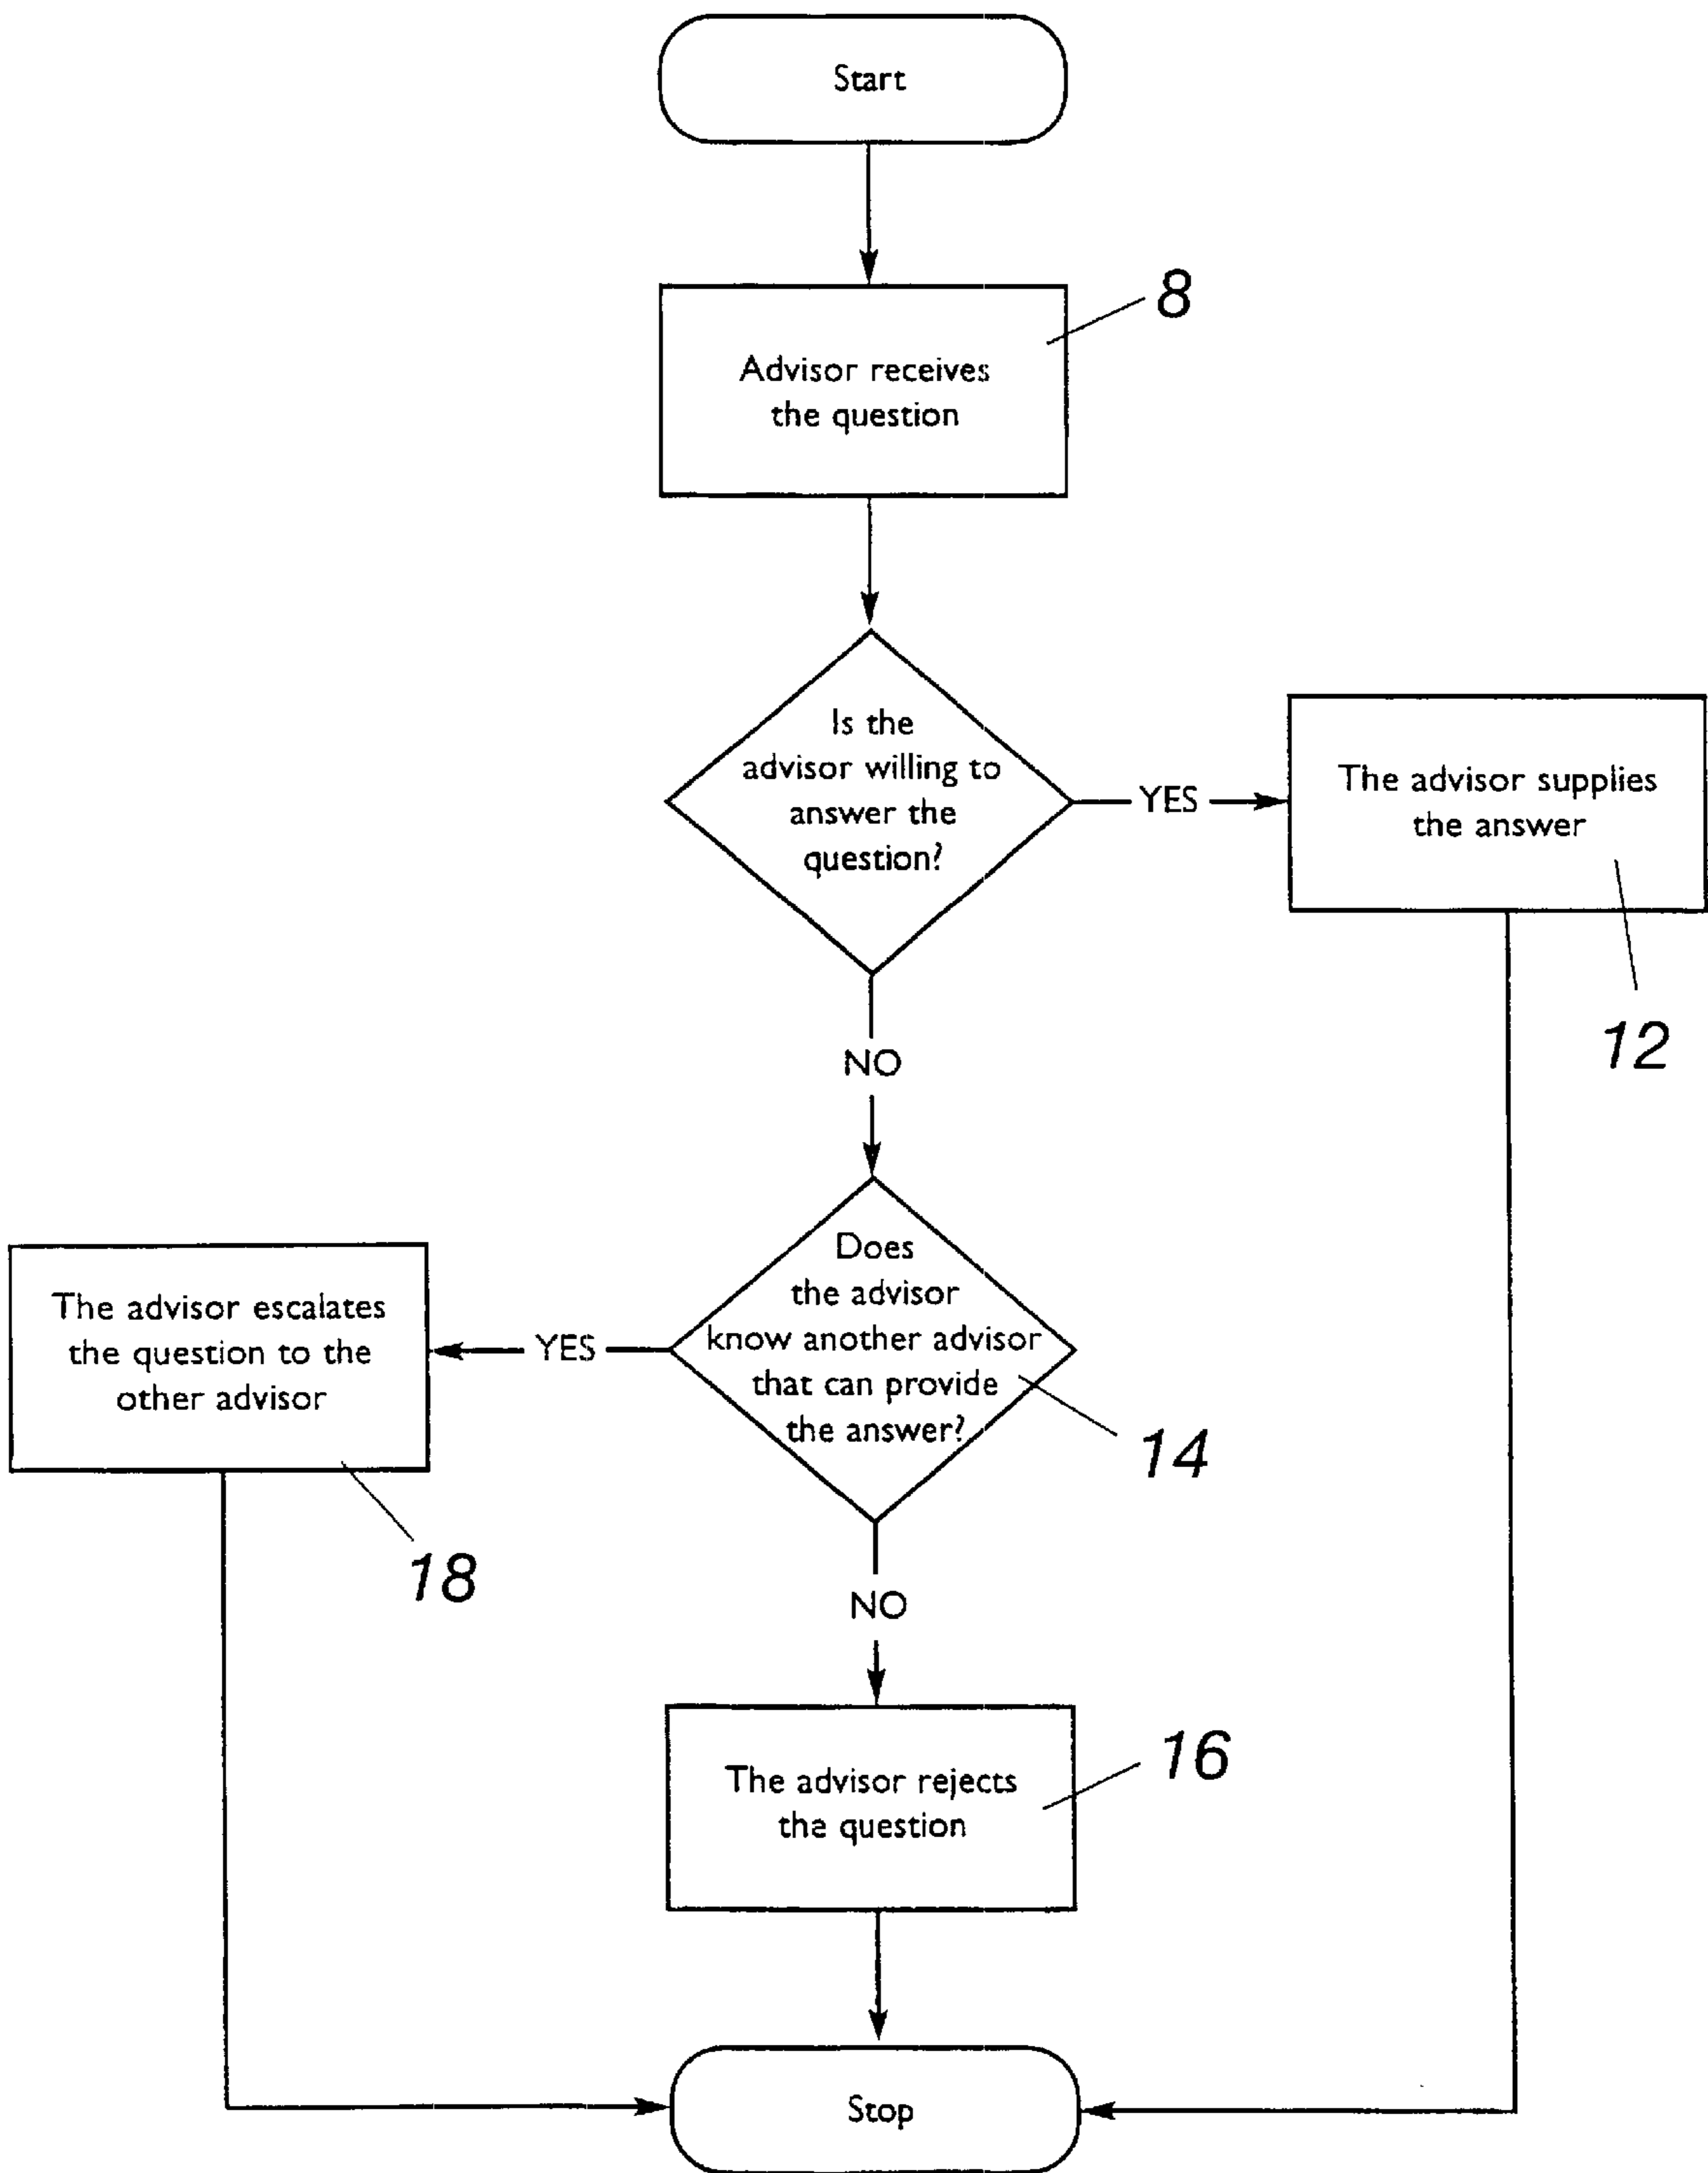 Start
8
Advisor receives
the question
Is the
advisor willing to
answer the
question?
YES
The advisor supplies
the answer
12
NO
Does
the advisor
know another advisor
that can provide
the answer?
14
YES
The advisor escalates
the question to the
other advisor
18
NO
The advisor rejects
the question
16
Stop